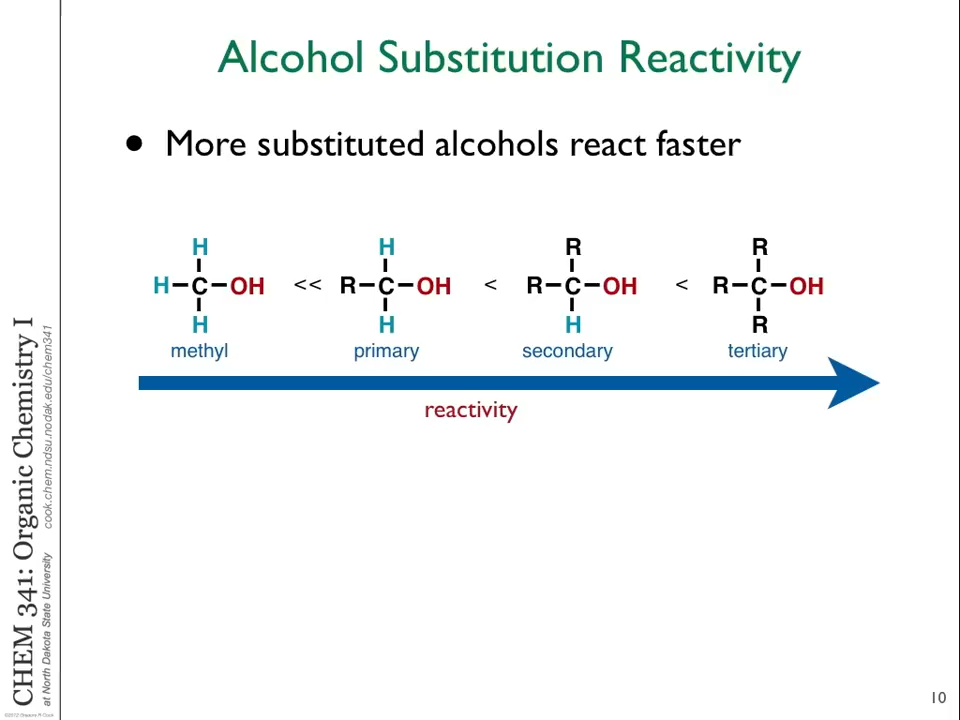 Alcohol Substitution Reactivity
• More substituted alcohols react faster
H H R R
H C OH << R C OH < R C OH < R C OH
H H H R
methyl primary secondary tertiary
reactivity
CHEM 341: Organic Chemistry I
at North Dakota State University cook.chem.ndsu.nodak.edu/chem341
10